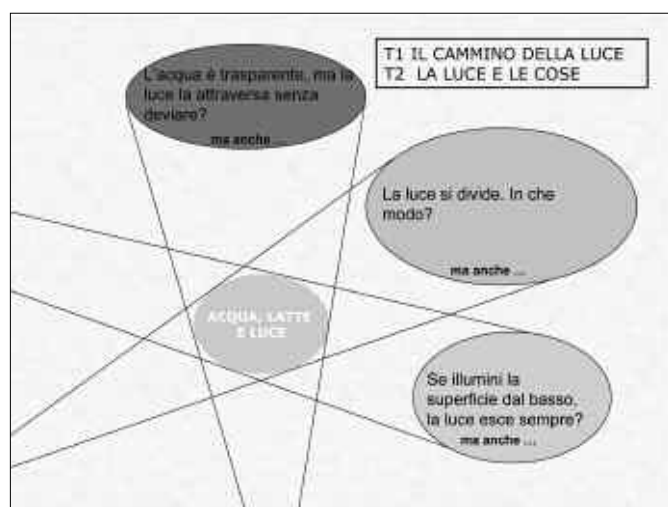 T1 IL CAMMINO DELLA LUCE
T2 LA LUCE E LE COSE
L'acqua è trasparente, ma la
luce la attraversa senza
deviare?
ma anche ...
La luce si divide. In che
modo?
ma anche ...
ACQUA, LATTE
E LUCE
Se illumini la
superficie dal basso,
la luce esce sempre?
ma anche ...